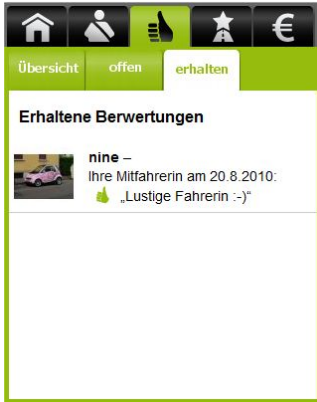 Übersicht offen erhalten
Erhaltene Berwertungen
nine –
Ihre Mitfahrerin am 20.8.2010:
„Lustige Fahrerin :-)“